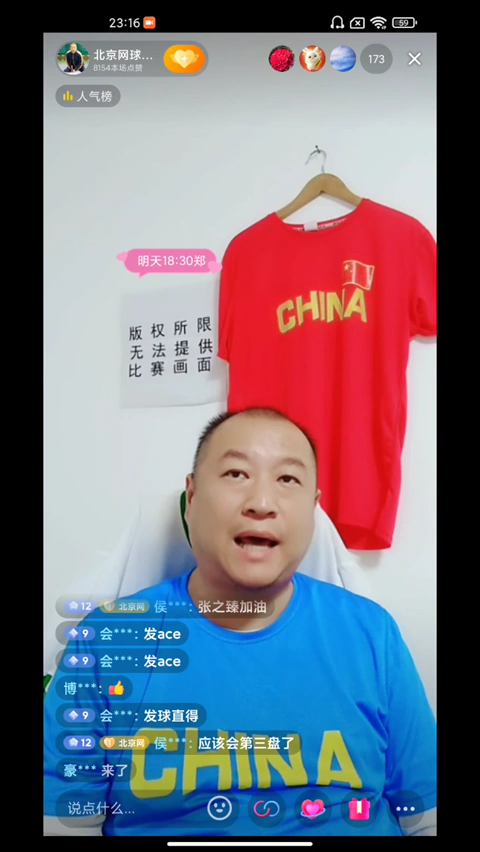 23:16
59
北京网球...
8154本场点赞
173
人气榜
明天18:30郑
版权所限
无法提供
比赛画面
CHINA
12 北京网 侯***: 张之臻加油
9 会***: 发ace
9 会***: 发ace
博***: 👍
9 会***: 发球直得
12 北京网 侯***: 应该会第三盘了
豪*** 来了
CHINA
说点什么...